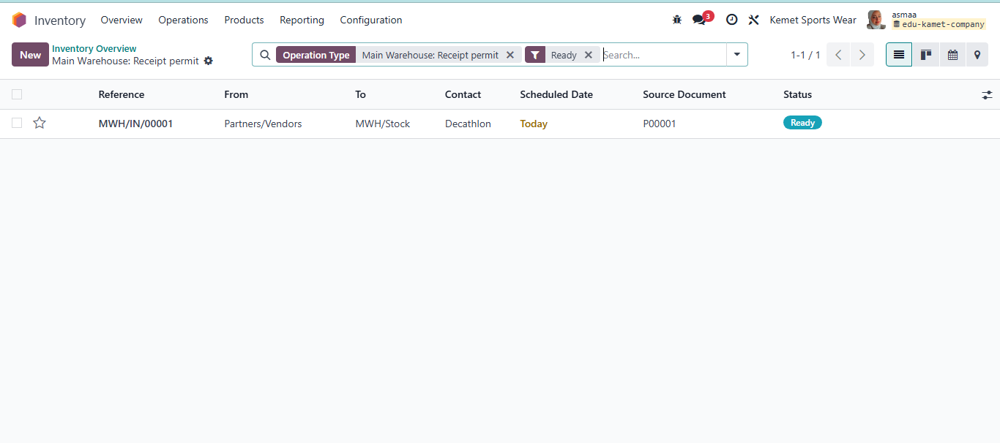 Inventory Overview Operations Products Reporting Configuration 3 Kemet Sports Wear asmaa
edu-kamet-company
New Inventory Overview
Main Warehouse: Receipt permit
Operation Type Main Warehouse: Receipt permit Ready Search... 1-1 / 1
Reference From To Contact Scheduled Date Source Document Status
MWH/IN/00001 Partners/Vendors MWH/Stock Decathlon Today P00001 Ready